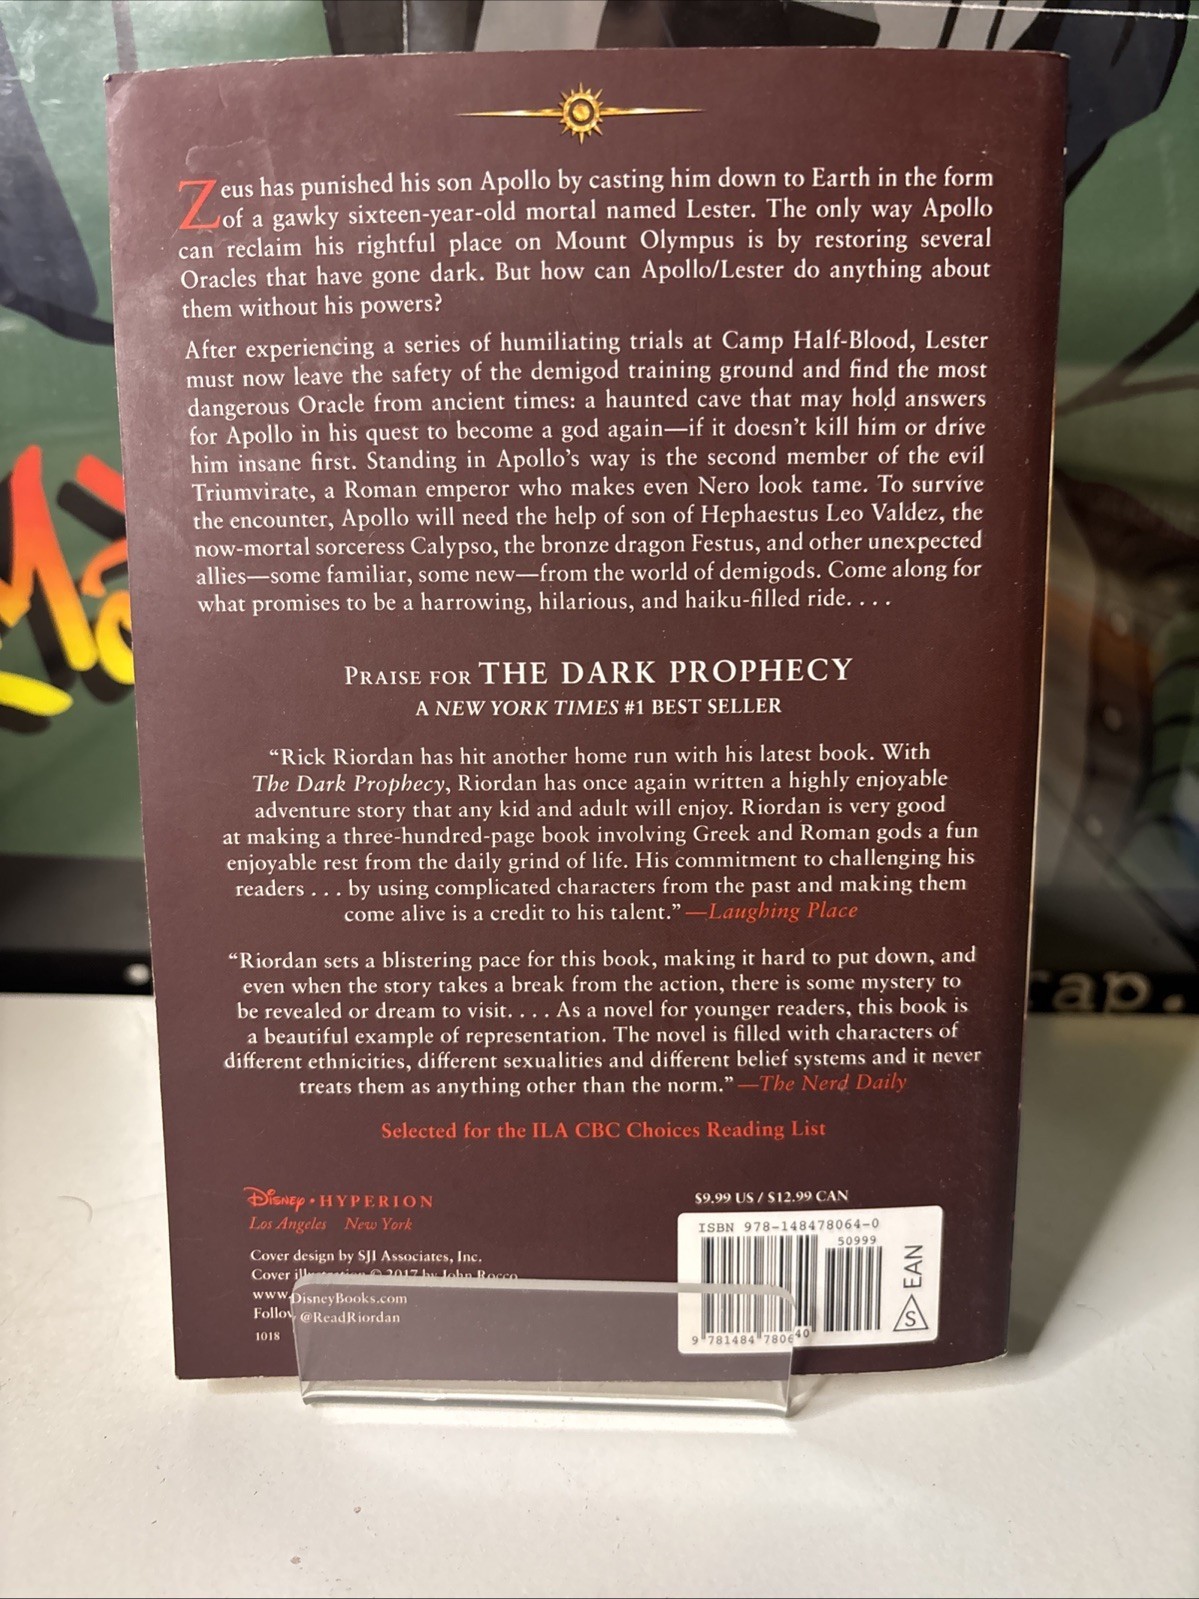 Zeus has punished his son Apollo by casting him down to Earth in the form
of a gawky sixteen-year-old mortal named Lester. The only way Apollo
can reclaim his rightful place on Mount Olympus is by restoring several
Oracles that have gone dark. But how can Apollo/Lester do anything about
them without his powers?
After experiencing a series of humiliating trials at Camp Half-Blood, Lester
must now leave the safety of the demigod training ground and find the most
dangerous Oracle from ancient times: a haunted cave that may hold answers
for Apollo in his quest to become a god again—if it doesn't kill him or drive
him insane first. Standing in Apollo's way is the second member of the evil
Triumvirate, a Roman emperor who makes even Nero look tame. To survive
the encounter, Apollo will need the help of son of Hephaestus Leo Valdez, the
now-mortal sorceress Calypso, the bronze dragon Festus, and other unexpected
allies—some familiar, some new—from the world of demigods. Come along for
what promises to be a harrowing, hilarious, and haiku-filled ride. . . .
PRAISE FOR THE DARK PROPHECY
A NEW YORK TIMES #1 BEST SELLER
"Rick Riordan has hit another home run with his latest book. With
The Dark Prophecy, Riordan has once again written a highly enjoyable
adventure story that any kid and adult will enjoy. Riordan is very good
at making a three-hundred-page book involving Greek and Roman gods a fun
enjoyable rest from the daily grind of life. His commitment to challenging his
readers . . . by using complicated characters from the past and making them
come alive is a credit to his talent." —Laughing Place
"Riordan sets a blistering pace for this book, making it hard to put down, and
even when the story takes a break from the action, there is some mystery to
be revealed or dream to visit. . . . As a novel for younger readers, this book is
a beautiful example of representation. The novel is filled with characters of
different ethnicities, different sexualities and different belief systems and it never
treats them as anything other than the norm." —The Nerd Daily
Selected for the ILA CBC Choices Reading List
Disney • HYPERION
Los Angeles New York
Cover design by SJI Associates, Inc.
Cover illustration © 2017 by John Rocco
www.DisneyBooks.com
Follow @ReadRiordan
1018
$9.99 US / $12.99 CAN
ISBN 978-148478064-0
50999
9 781484 780640
EAN
S
rap.